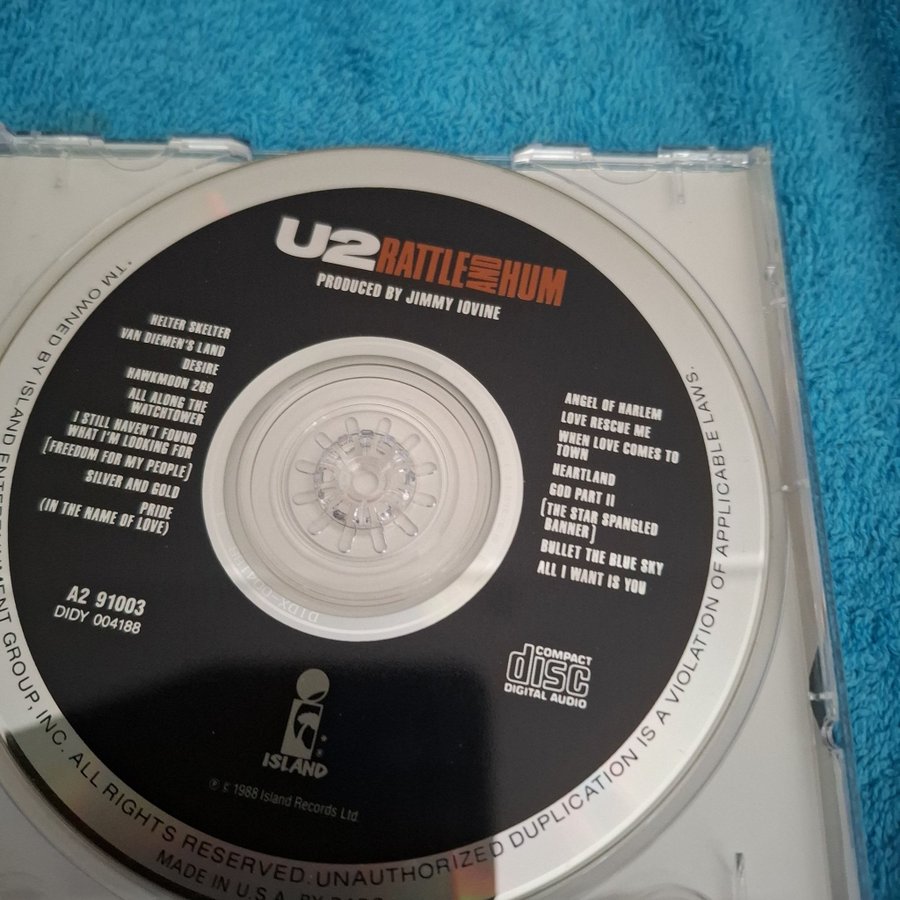 U2 RATTLE AND HUM
PRODUCED BY JIMMY IOVINE
HELTER SKELTER
VAN DIEMEN'S LAND
DESIRE
HAWKMOON 269
ALL ALONG THE
WATCHTOWER
I STILL HAVEN'T FOUND
WHAT I'M LOOKING FOR
[FREEDOM FOR MY PEOPLE]
SILVER AND GOLD
PRIDE
(IN THE NAME OF LOVE)
ANGEL OF HARLEM
LOVE RESCUE ME
WHEN LOVE COMES TO
TOWN
HEARTLAND
GOD PART II
[THE STAR SPANGLED
BANNER]
BULLET THE BLUE SKY
ALL I WANT IS YOU
A2 91003
DIDY 004188
COMPACT
disc
DIGITAL AUDIO
ISLAND®
℗ © 1988 Island Records Ltd.
*TM OWNED BY ISLAND ENTERTAINMENT GROUP, INC. ALL RIGHTS RESERVED. UNAUTHORIZED DUPLICATION IS A VIOLATION OF APPLICABLE LAWS.
MADE IN U.S.A. BY